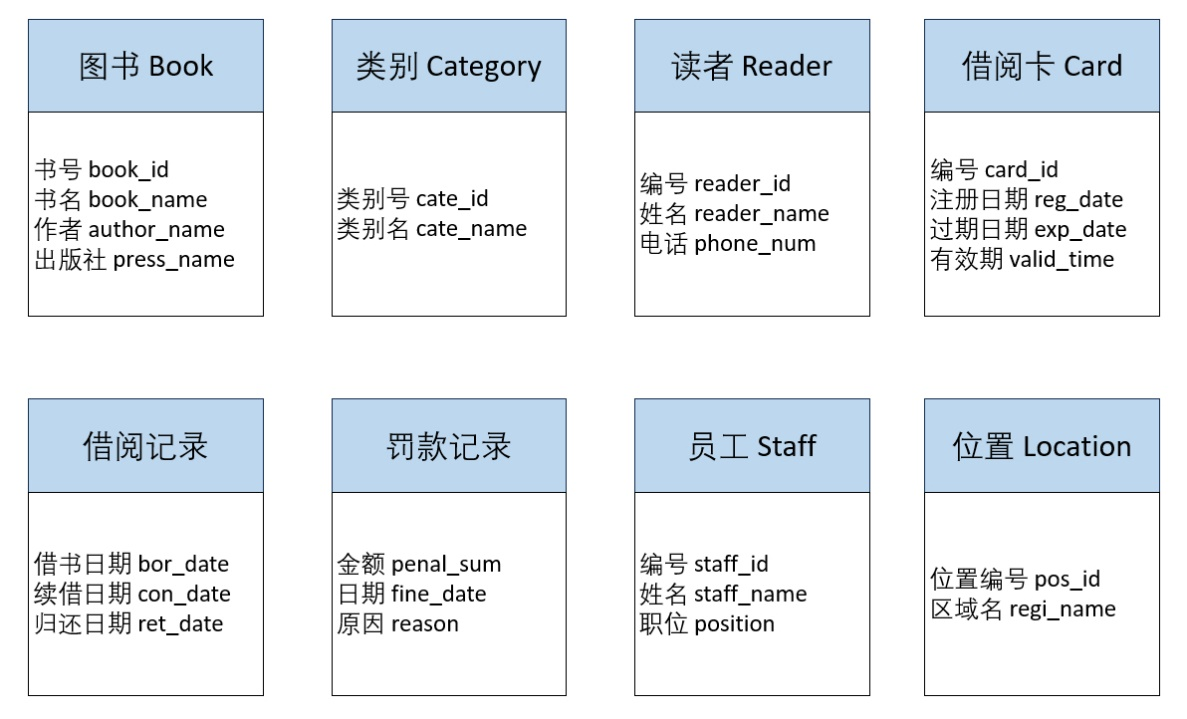 图书 Book
书号 book_id
书名 book_name
作者 author_name
出版社 press_name
类别 Category
类别号 cate_id
类别名 cate_name
读者 Reader
编号 reader_id
姓名 reader_name
电话 phone_num
借阅卡 Card
编号 card_id
注册日期 reg_date
过期日期 exp_date
有效期 valid_time
借阅记录
借书日期 bor_date
续借日期 con_date
归还日期 ret_date
罚款记录
金额 penal_sum
日期 fine_date
原因 reason
员工 Staff
编号 staff_id
姓名 staff_name
职位 position
位置 Location
位置编号 pos_id
区域名 regi_name